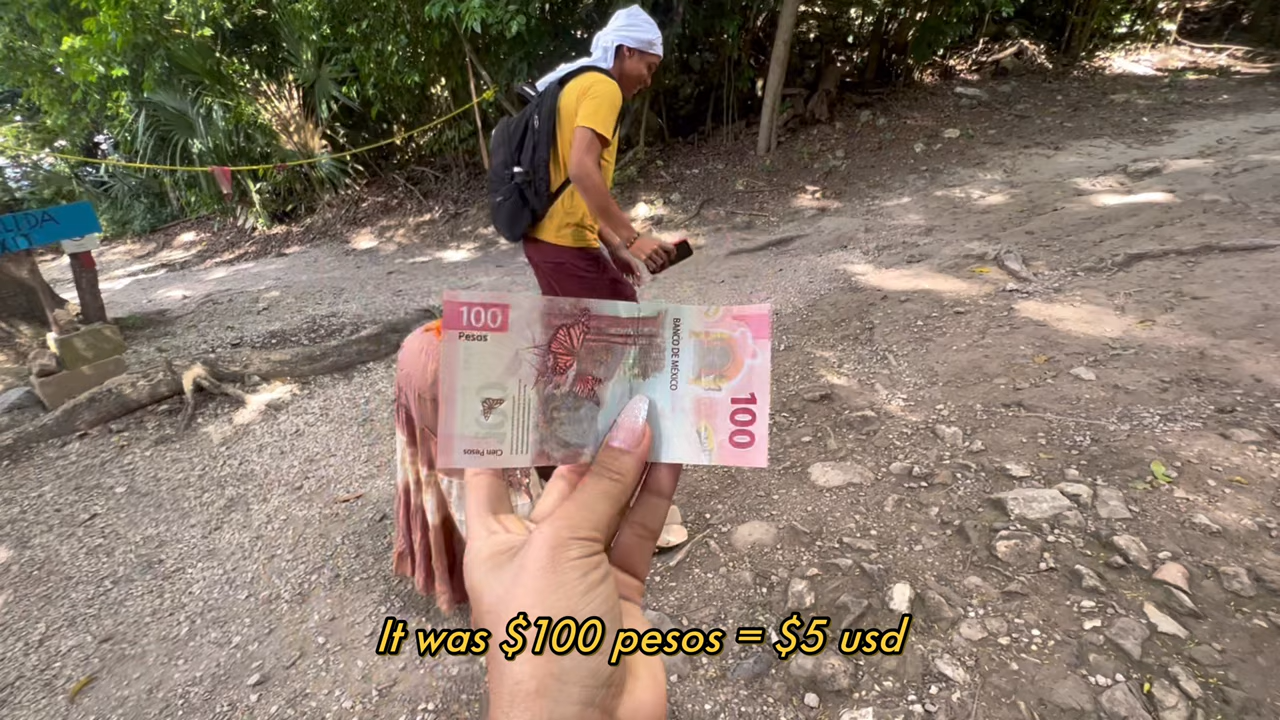 100
Pesos
BANCO DE MÉXICO
100
Cien Pesos
It was $100 pesos = $5 usd